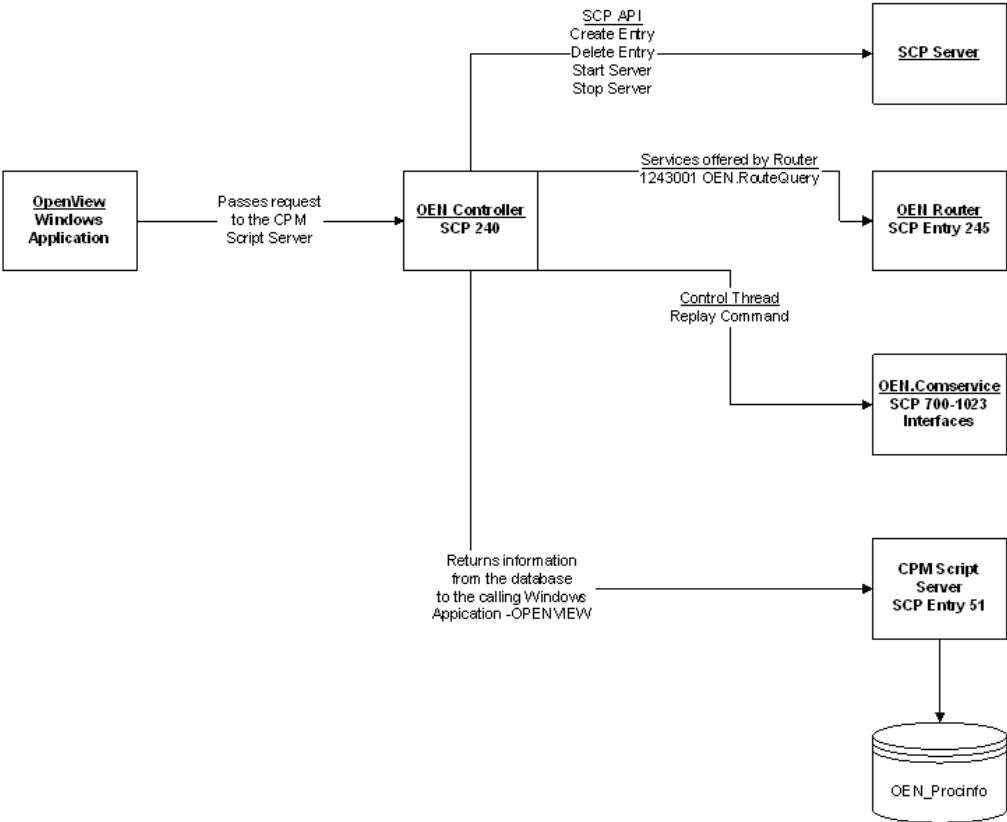 SCP API
Create Entry
Delete Entry
Start Server
Stop Server
SCP Server
OpenView
Windows
Application
Passes request
to the CPM
Script Server
OEN Controller
SCP 240
Services offered by Router
1243001 OEN.RouteQuery
OEN Router
SCP Entry 245
Control Thread
Replay Command
OEN.Comservice
SCP 700-1023
Interfaces
Returns information
from the database
to the calling Windows
Appication -OPENVIEW
CPM Script
Server
SCP Entry 51
OEN_Procinfo